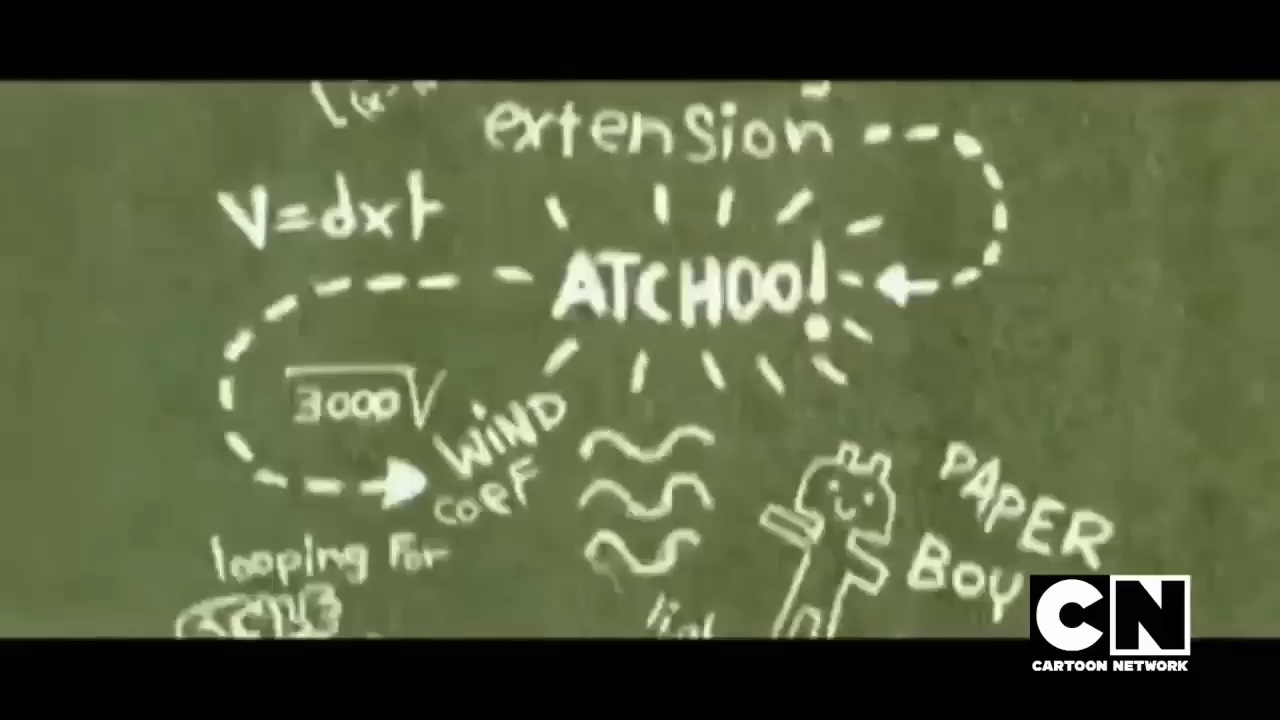 extension
V=dxt
ATCHOO!
3000
WIND
COEF
PAPER
BOY
looping For
CN
CARTOON NETWORK